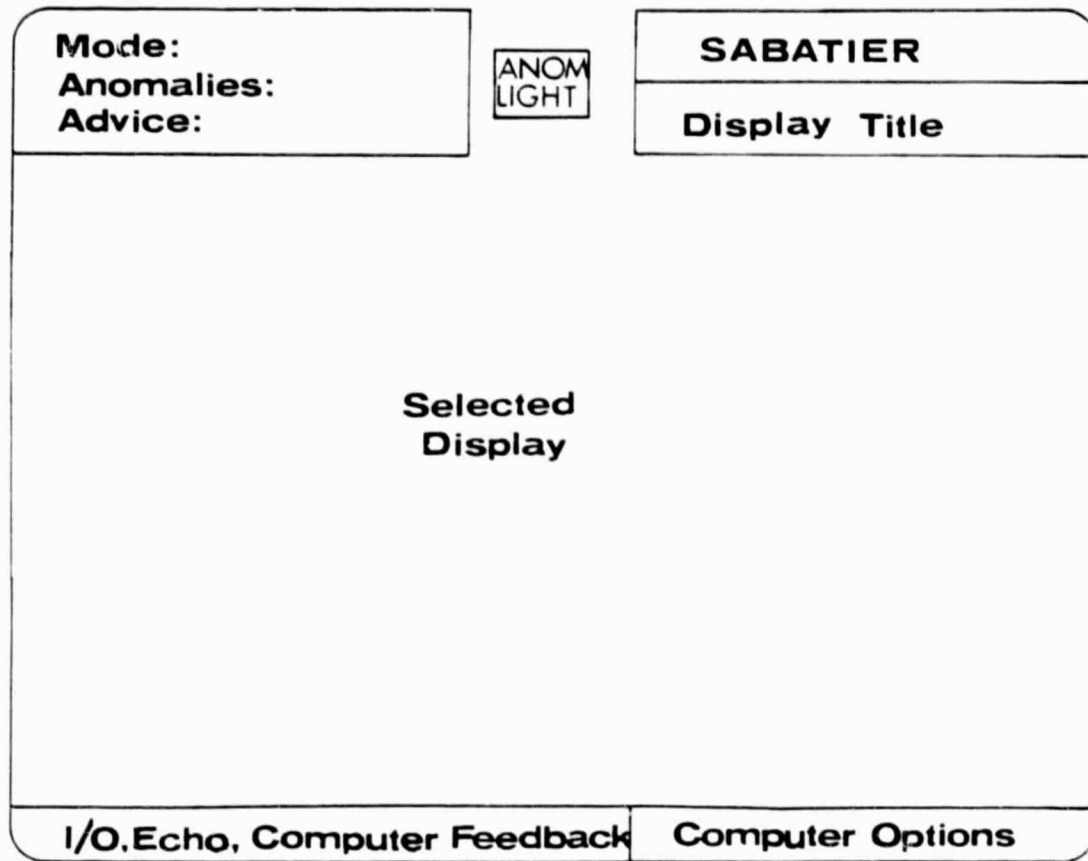 Mode:
Anomalies:
Advice:
ANOM
LIGHT
SABATIER
Display Title
Selected
Display
I/O, Echo, Computer Feedback
Computer Options